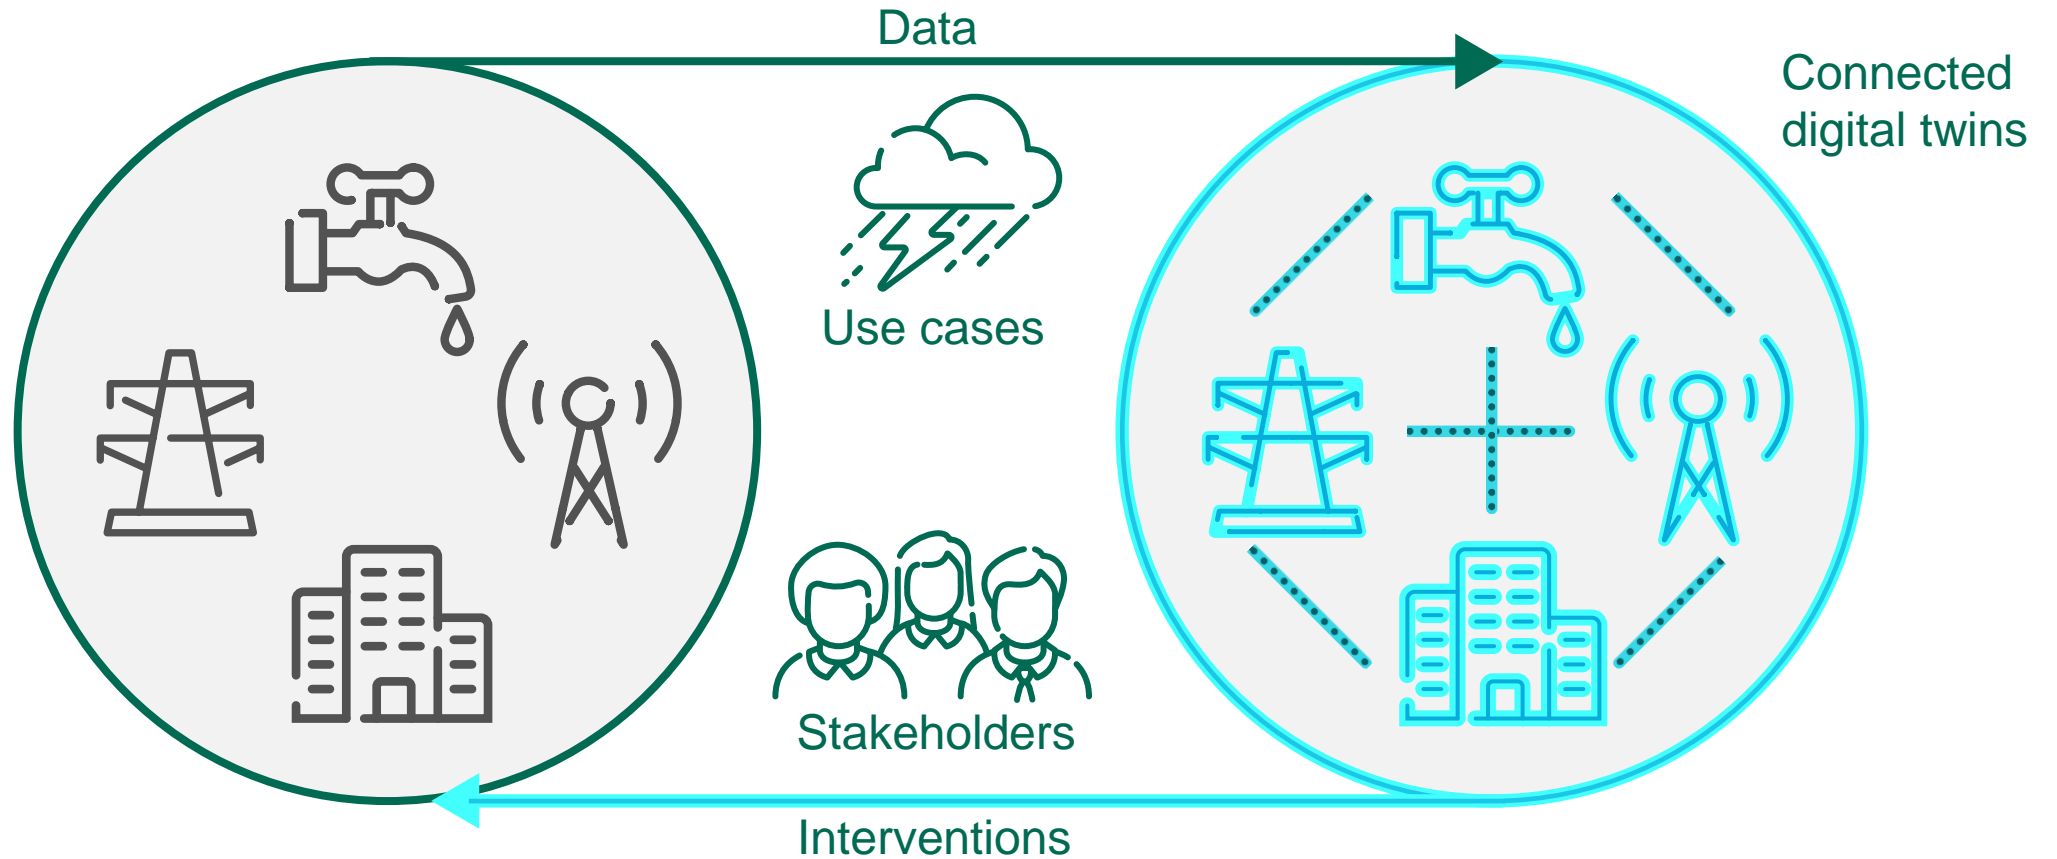 Data
Connected
digital twins
Use cases
Stakeholders
Interventions